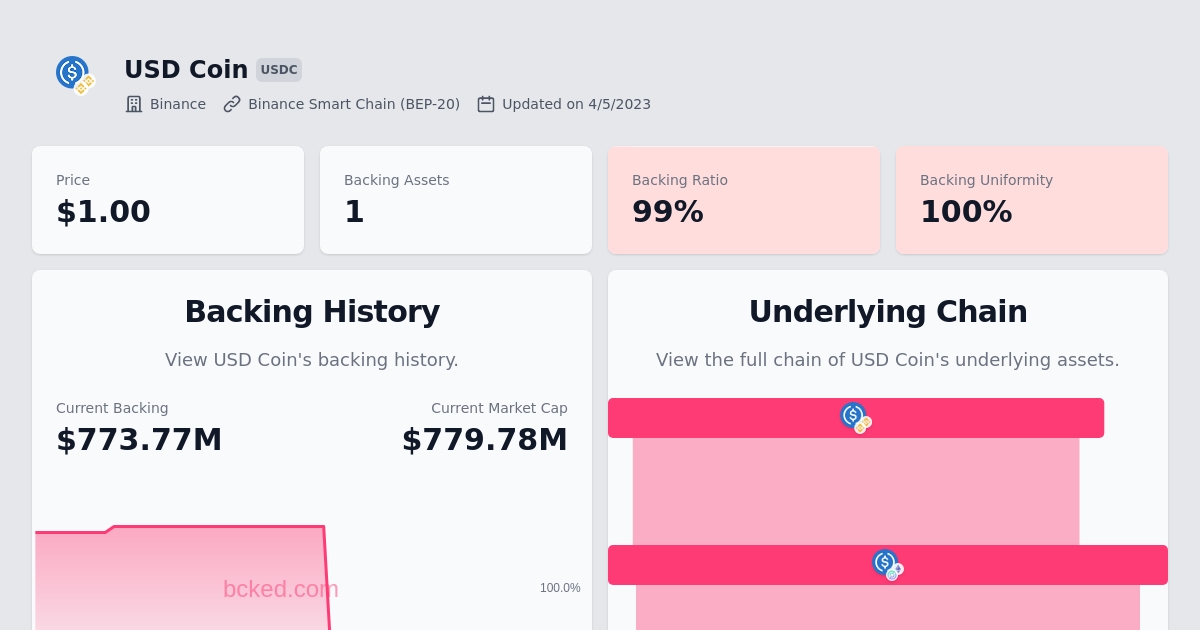 USD Coin USDC
Binance Binance Smart Chain (BEP-20) Updated on 4/5/2023
Price
$1.00
Backing Assets
1
Backing Ratio
99%
Backing Uniformity
100%
Backing History
View USD Coin's backing history.
Current Backing
$773.77M
Current Market Cap
$779.78M
bcked.com
100.0%
Underlying Chain
View the full chain of USD Coin's underlying assets.